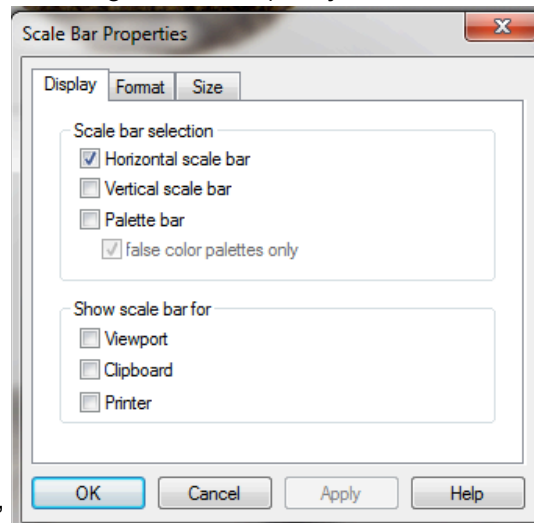 Scale Bar Properties
Display Format Size
Scale bar selection
Horizontal scale bar
Vertical scale bar
Palette bar
false color palettes only
Show scale bar for
Viewport
Clipboard
Printer
, OK Cancel Apply Help